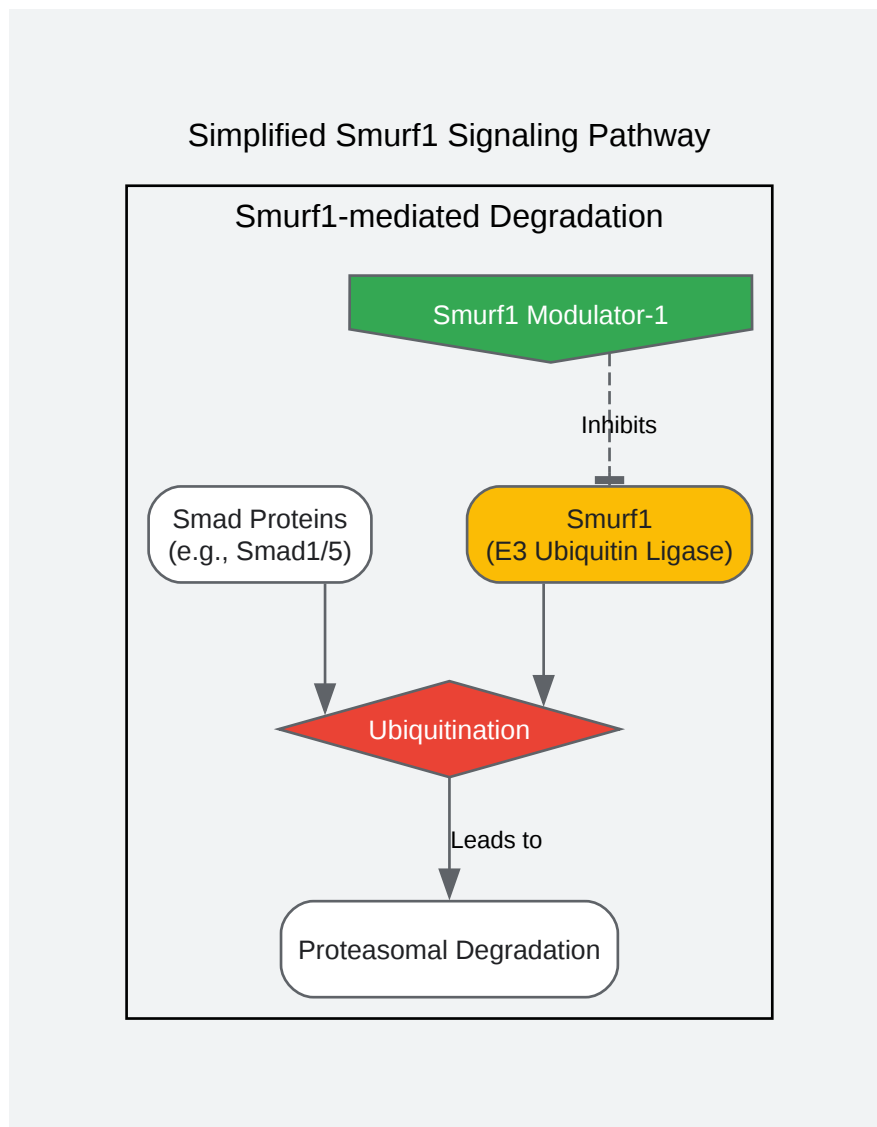 Simplified Smurf1 Signaling Pathway
Smurf1-mediated Degradation
Smurf1 Modulator-1
Inhibits
Smad Proteins
(e.g., Smad1/5)
Smurf1
(E3 Ubiquitin Ligase)
Ubiquitination
Leads to
Proteasomal Degradation